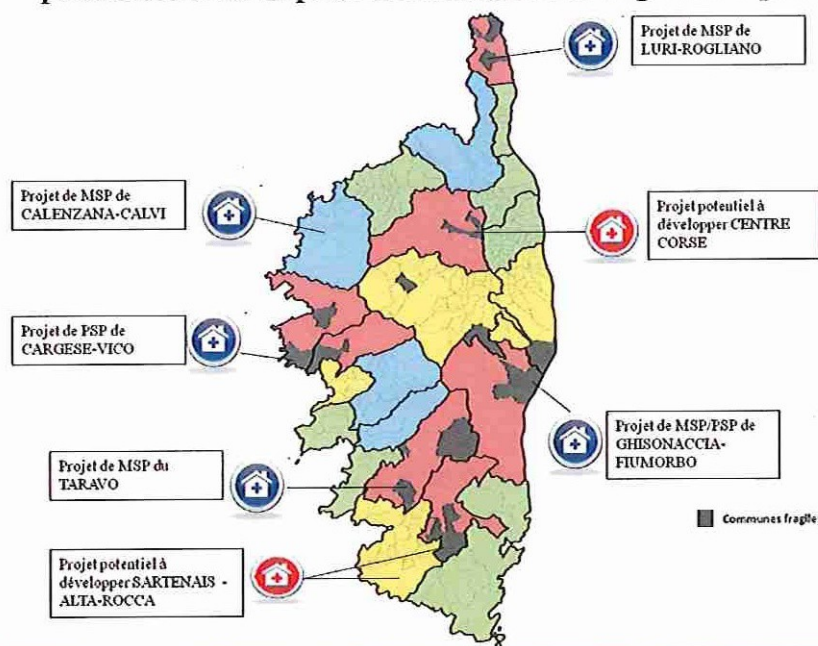 Projet de MSP de
LURI-ROGLIANO
Projet de MSP de
CALENZANA-CALVI
Projet potentiel à
développer CENTRE
CORSE
Projet de PSP de
CARGESE-VICO
Projet de MSP/PSP de
GHISONACCIA-
FIUMORBO
Projet de MSP du
TARAVO
Communes fragile
Projet potentiel à
développer SARTENAIS -
ALTA-ROCCA